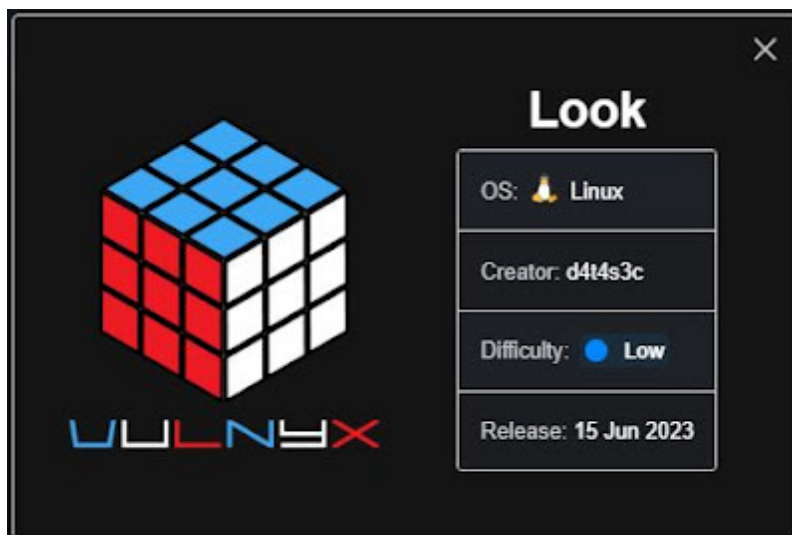 Look
OS: Linux
Creator: d4t4s3c
Difficulty: Low
Release: 15 Jun 2023
VULNYX